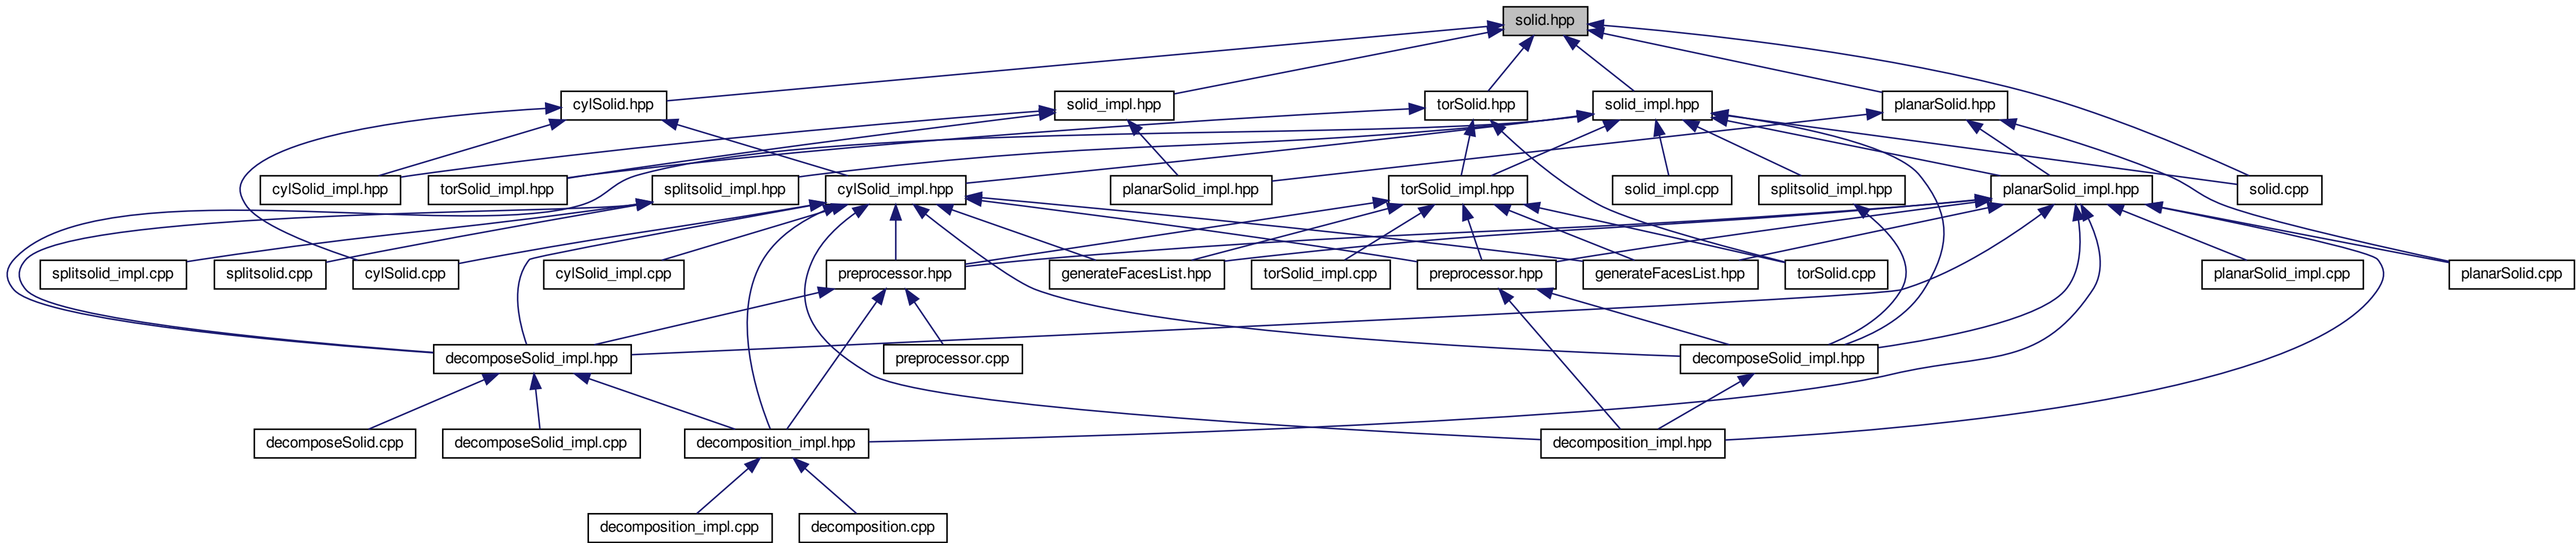 solid.hpp
cylSolid.hpp
solid_impl.hpp
torSolid.hpp
solid_impl.hpp
planarSolid.hpp
cylSolid_impl.hpp
torSolid_impl.hpp
splitsolid_impl.hpp
cylSolid_impl.hpp
planarSolid_impl.hpp
torSolid_impl.hpp
solid_impl.cpp
splitsolid_impl.hpp
planarSolid_impl.hpp
solid.cpp
splitsolid_impl.cpp
splitsolid.cpp
cylSolid.cpp
cylSolid_impl.cpp
preprocessor.hpp
generateFacesList.hpp
torSolid_impl.cpp
preprocessor.hpp
generateFacesList.hpp
torSolid.cpp
planarSolid_impl.cpp
planarSolid.cpp
decomposeSolid_impl.hpp
preprocessor.cpp
decomposeSolid_impl.hpp
decomposeSolid.cpp
decomposeSolid_impl.cpp
decomposition_impl.hpp
decomposition_impl.hpp
decomposition_impl.cpp
decomposition.cpp